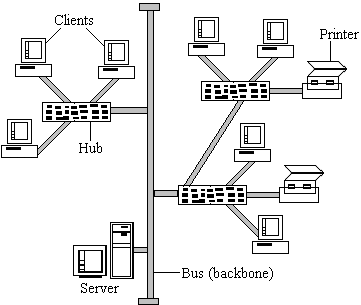 Clients
Printer
Hub
Server
Bus (backbone)